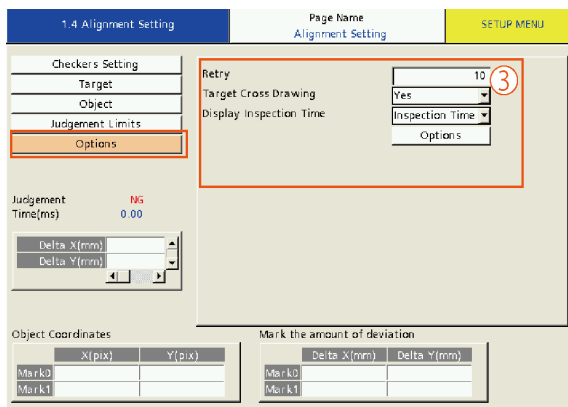 1.4 Alignment Setting
Page Name
Alignment Setting
SETUP MENU
Checkers Setting
Target
Object
Judgement Limits
Options
Retry
10
3
Target Cross Drawing
Yes
Display Inspection Time
Inspection Time
Options
Judgement NG
Time(ms) 0.00
Delta X(mm)
Delta Y(mm)
Object Coordinates
X(pix) Y(pix)
Mark0
Mark1
Mark the amount of deviation
Delta X(mm) Delta Y(mm)
Mark0
Mark1